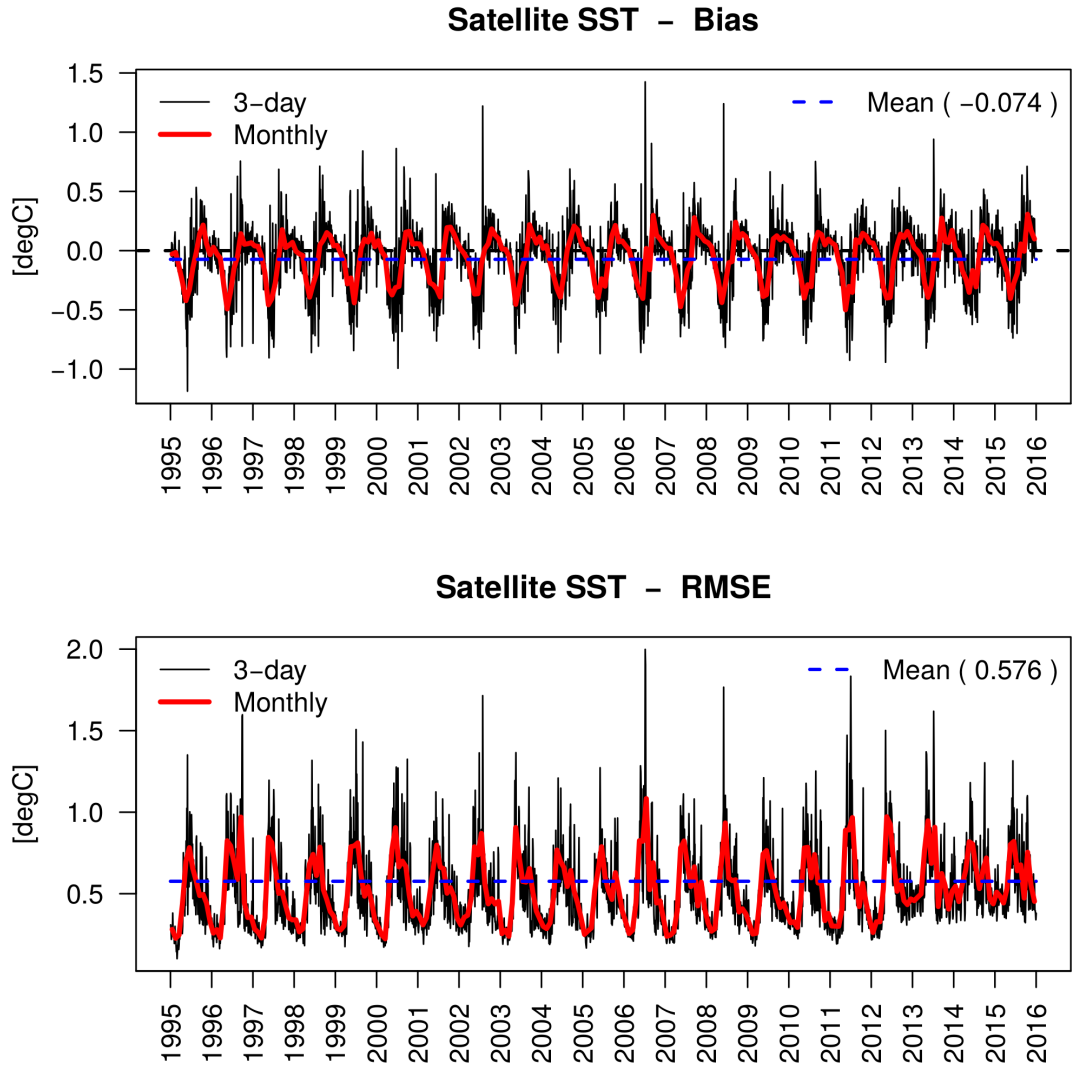 Satellite SST − Bias
3−day
Monthly
Mean ( −0.074 )
[degC]
1.5
1.0
0.5
0.0
−0.5
−1.0
1995 1996 1997 1998 1999 2000 2001 2002 2003 2004 2005 2006 2007 2008 2009 2010 2011 2012 2013 2014 2015 2016
Satellite SST − RMSE
3−day
Monthly
Mean ( 0.576 )
[degC]
2.0
1.5
1.0
0.5
1995 1996 1997 1998 1999 2000 2001 2002 2003 2004 2005 2006 2007 2008 2009 2010 2011 2012 2013 2014 2015 2016